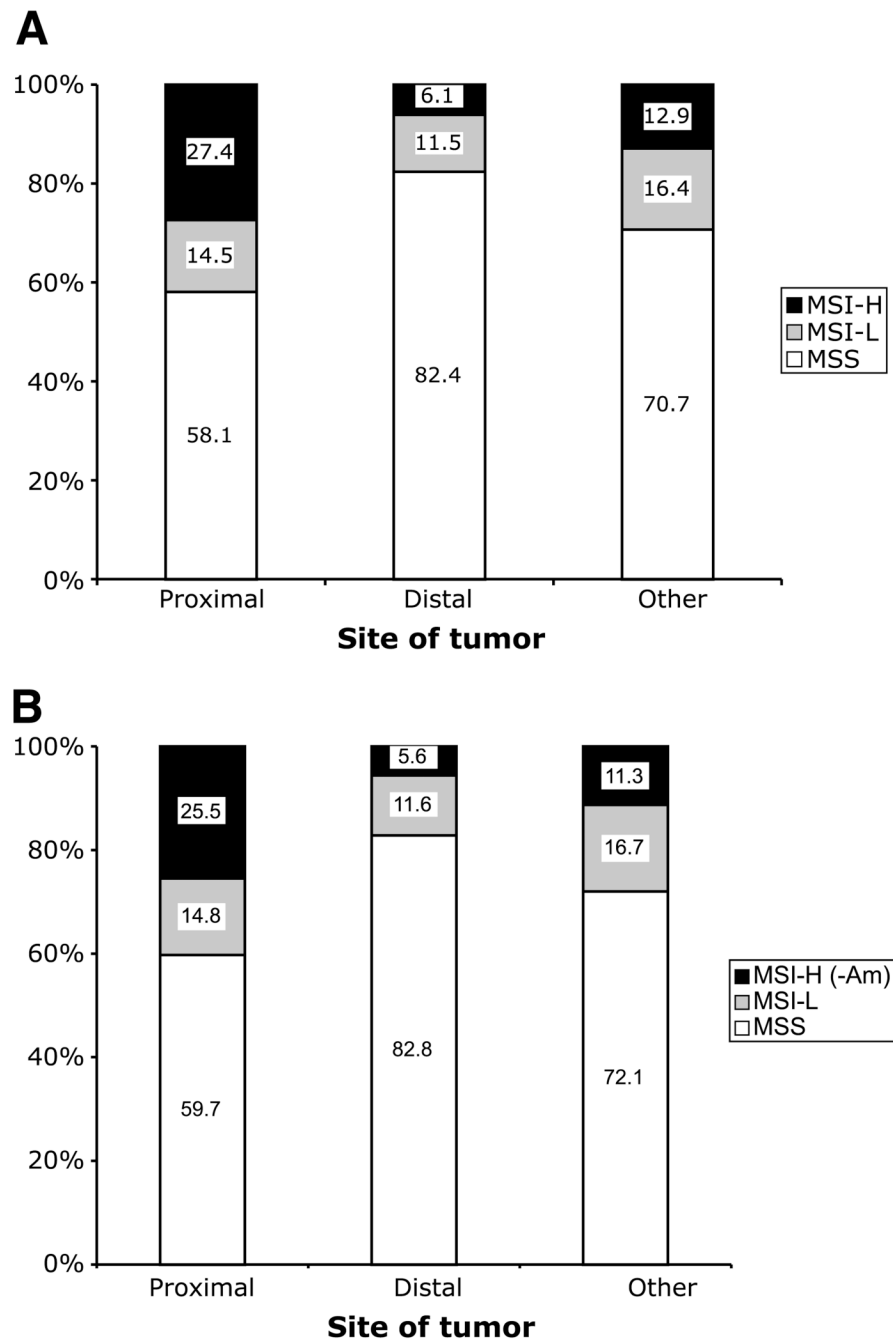 A
100%
80%
60%
40%
20%
0%
27.4
14.5
58.1
6.1
11.5
82.4
12.9
16.4
70.7
MSI-H
MSI-L
MSS
Proximal
Distal
Other
Site of tumor
B
100%
80%
60%
40%
20%
0%
25.5
14.8
59.7
5.6
11.6
82.8
11.3
16.7
72.1
MSI-H (-Am)
MSI-L
MSS
Proximal
Distal
Other
Site of tumor